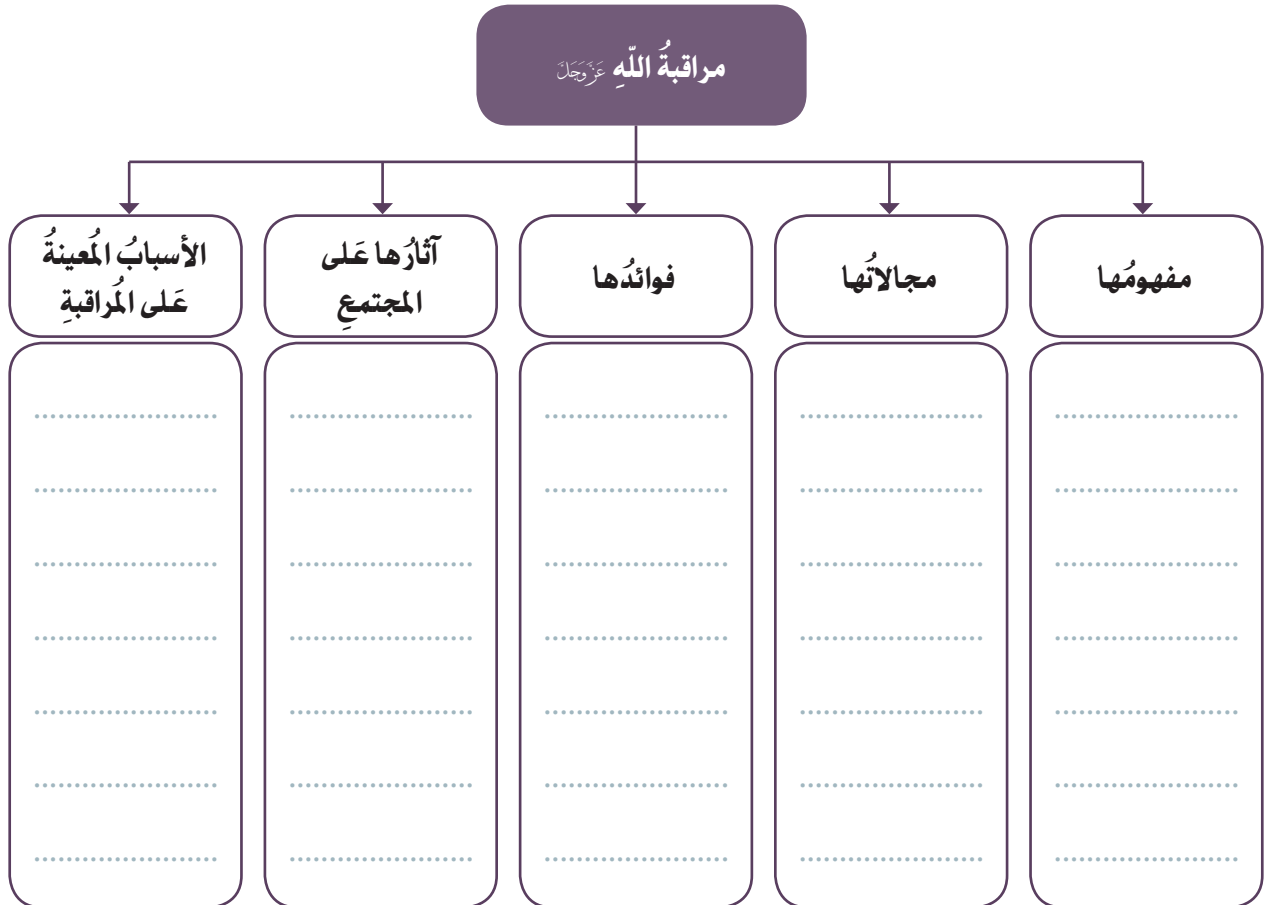 مراقبةُ اللّهِ عَزَّوَجَلَّ
مفهومُها
مجالاتُها
فوائدُها
آثارُها عَلى
المجتمعِ
الأسبابُ المُعينةُ
عَلى المُراقبةِ